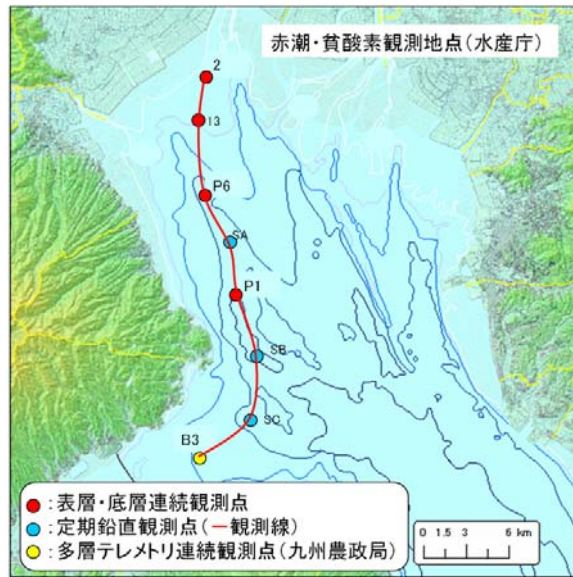 赤潮・貧酸素観測地点(水産庁)
2
13
P6
SA
P1
SB
SC
B3
●:表層・底層連続観測点
●:定期鉛直観測点(ー観測線)
●:多層テレメトリ連続観測点(九州農政局)
0 1.5 3 6 km